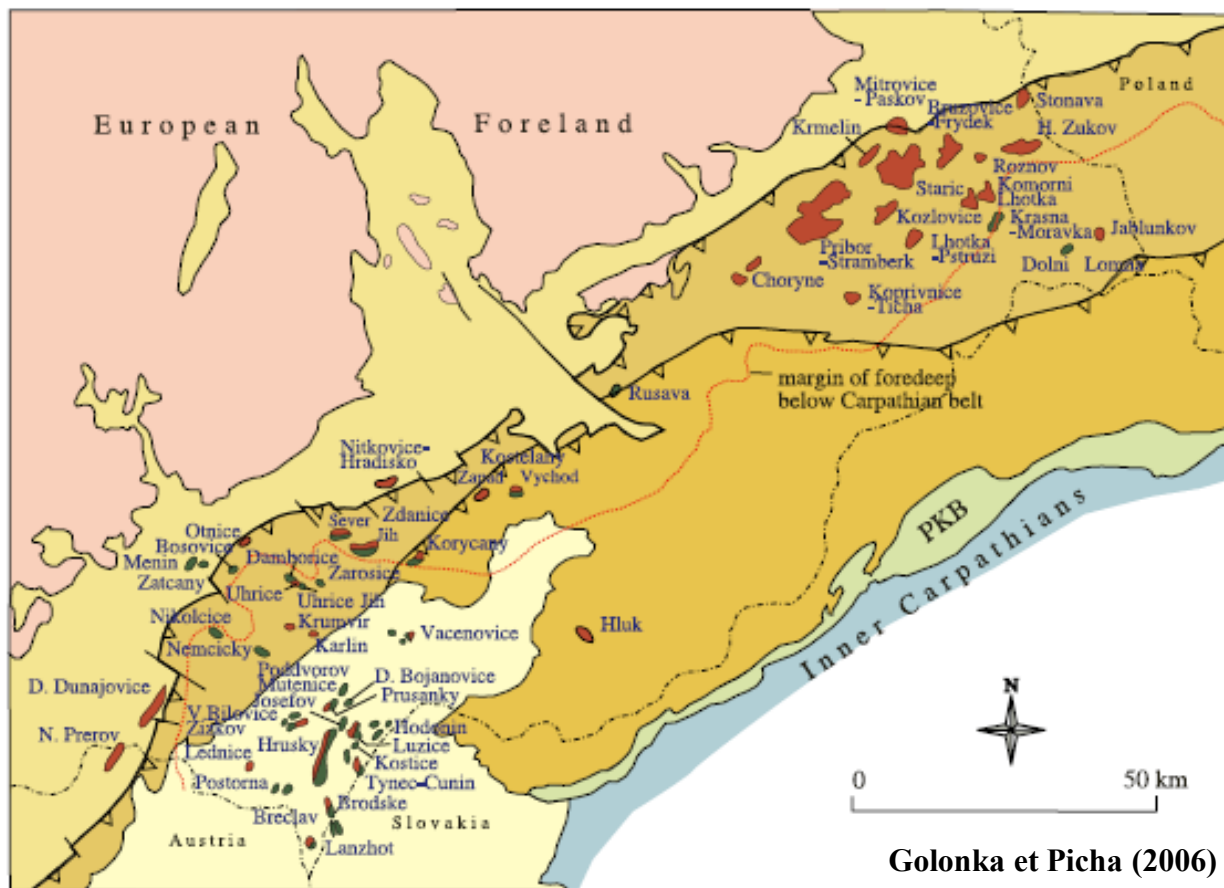 European
Foreland
Poland
Mitrovice
-Paskov
Bruzovice
-Frydek
Krmelin
Stonava
H. Zukov
Roznov
Staric
Komorni
Lhotka
Kozlovice
Krasna
-Moravka
Jablunkov
Pribor
-Stramberk
Lhotka
-Pstruzi
Dolni Lomna
Choryne
Koprivnice
-Ticha
Rusava
margin of foredeep
below Carpathian belt
Nitkovice-
Hradisko
Kostelany
Zapad
Vychod
Zdanice
Sever
Jih
Otnice
Bosovice
Menin
Zatcany
Damborice
Korycany
Zarosice
Uhrice
Uhrice Jih
Nikolcice
Krumvir
Karlin
Nemcicky
Vacenovice
Hluk
PKB
Inner Carpathians
Poddvorov
Mutenice
Josefov
D. Bojanovice
Prusanky
D. Dunajovice
V. Bilovice
Zizkov
Hodonin
N. Prerov
Lednice
Hrusky
Luzice
Kostice
Postorna
Tynec-Cunin
Brodske
Breclav
Slovakia
Austria
Lanzhot
N
0
50 km
Golonka et Picha (2006)